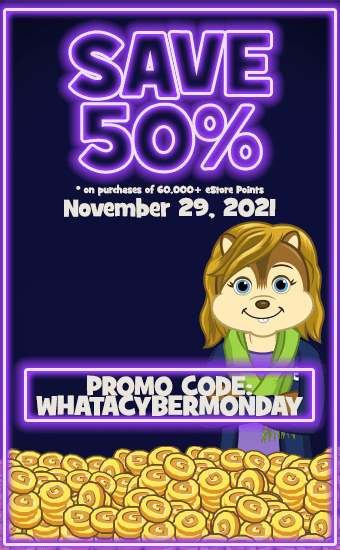 SAVE
50%
* on purchases of 60,000+ eStore Points
November 29, 2021
PROMO CODE:
WHATACYBERMONDAY